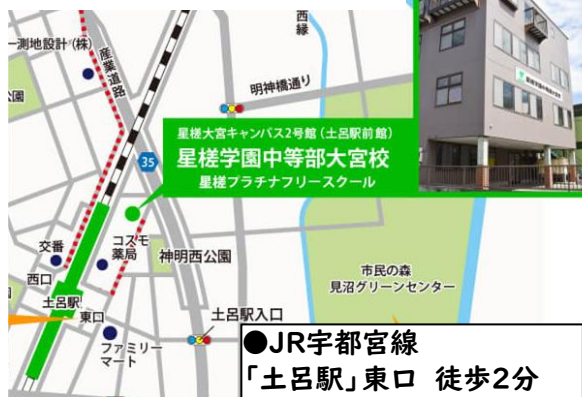 一測地設計(株)
産業道路
西縁
公園
明神橋通り
星槎大宮キャンパス2号館(土呂駅前館)
星槎学園中等部大宮校
星槎プラチナフリースクール
35
交番
コスモ
薬局
神明西公園
西口
土呂駅
東口
市民の森
見沼グリーンセンター
土呂駅入口
ファミリー
マート
●JR宇都宮線
「土呂駅」東口 徒歩2分